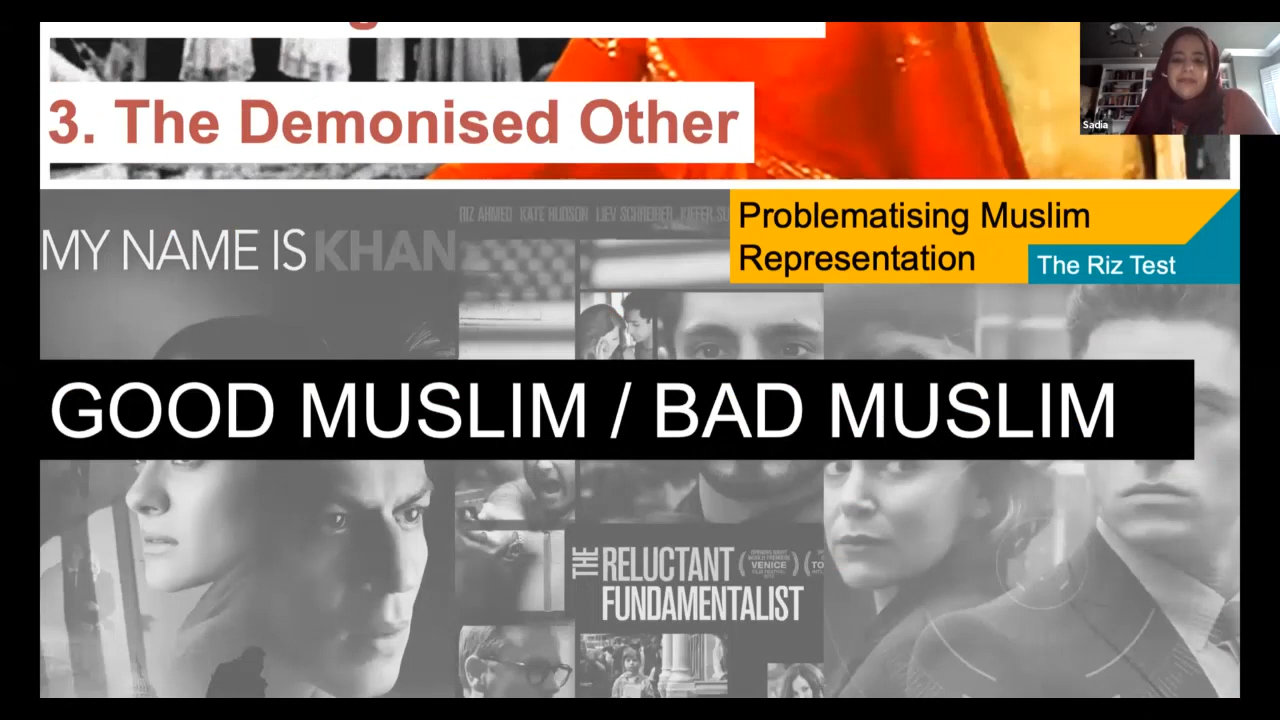 3. The Demonised Other
Sadia
Problematising Muslim
Representation
The Riz Test
MY NAME IS KHAN
RIZ AHMED KATE HUDSON LIEV SCHREIBER KIEFER
GOOD MUSLIM / BAD MUSLIM
THE RELUCTANT
FUNDAMENTALIST
VENICE